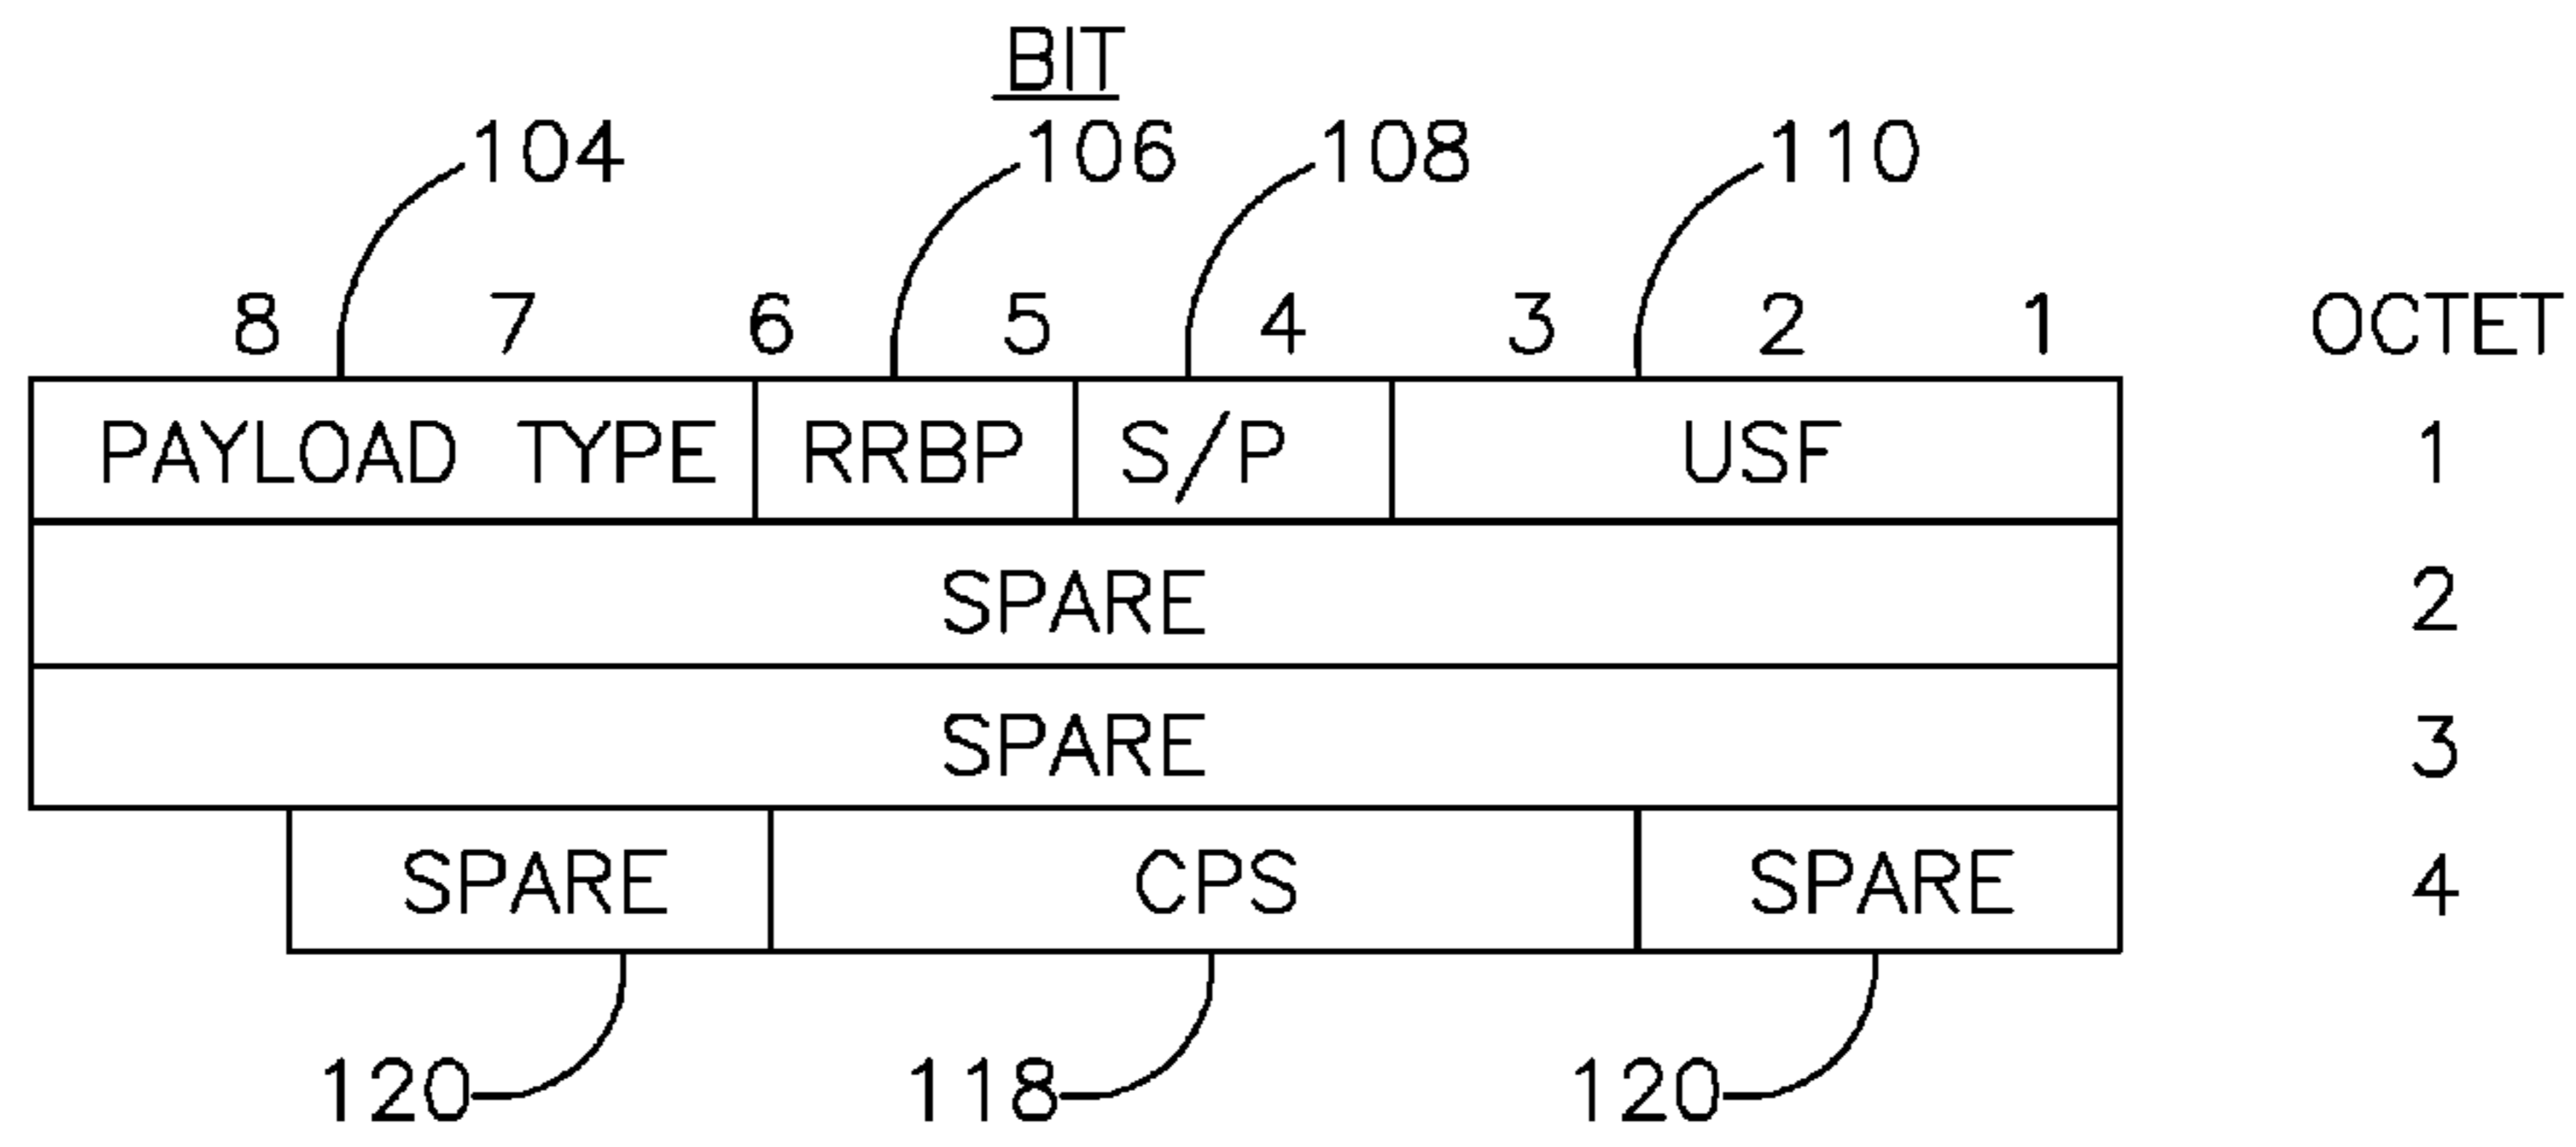 BIT
104 106 108 110
8 7 6 5 4 3 2 1 OCTET
PAYLOAD TYPE RRBP S/P USF 1
SPARE 2
SPARE 3
SPARE CPS SPARE 4
120 118 120